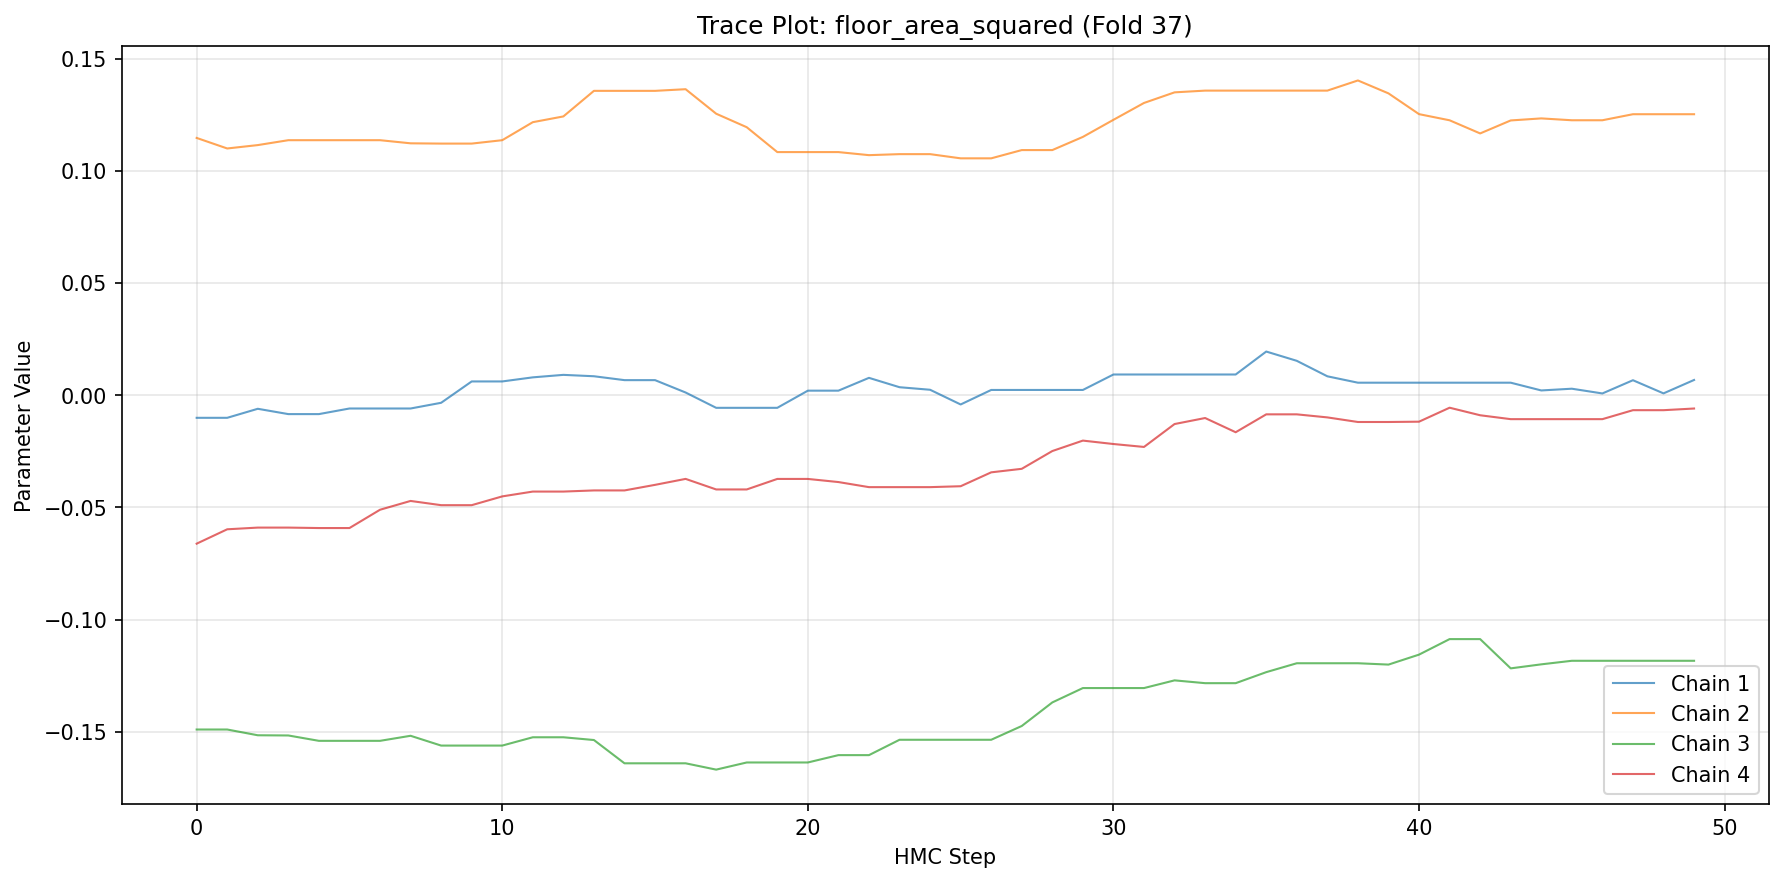 Trace Plot: floor_area_squared (Fold 37)
Parameter Value
0.15
0.10
0.05
0.00
−0.05
−0.10
−0.15
0
10
20
30
40
50
HMC Step
Chain 1
Chain 2
Chain 3
Chain 4